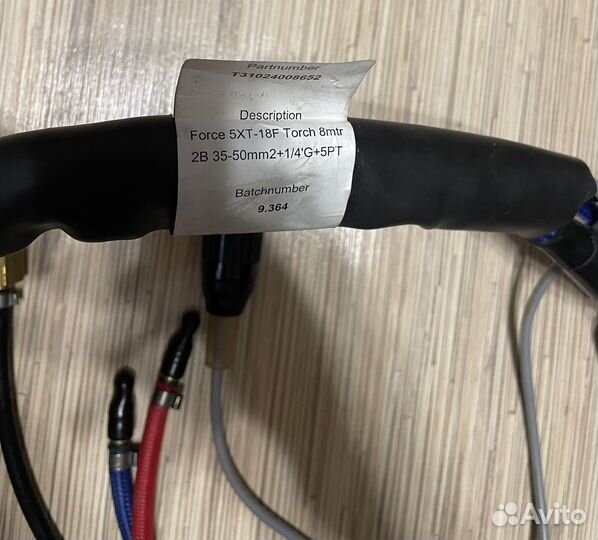 Partnumber
T31024008652
Description
Force 5XT-18F Torch 8mtr
2B 35-50mm2+1/4'G+5PT
Batchnumber
9.364
Avito